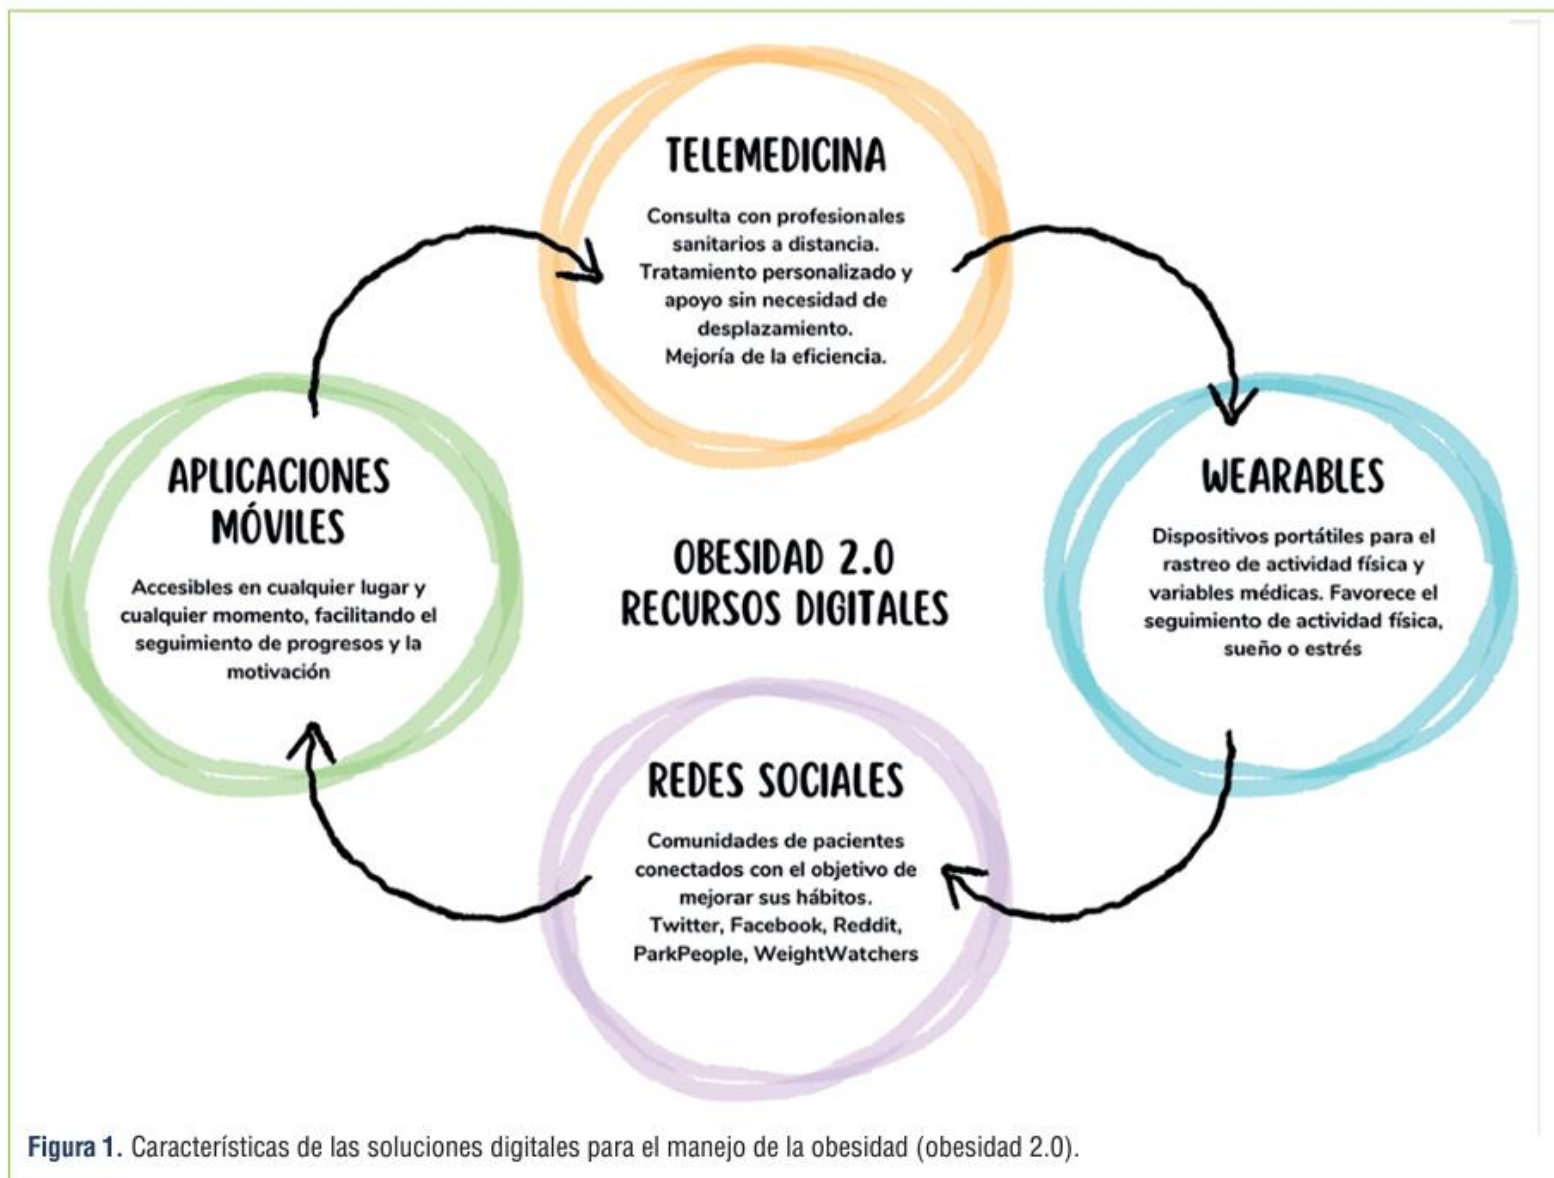 TELEMEDICINA
Consulta con profesionales
sanitarios a distancia.
Tratamiento personalizado y
apoyo sin necesidad de
desplazamiento.
Mejoría de la eficiencia.
APLICACIONES
MÓVILES
Accesibles en cualquier lugar y
cualquier momento, facilitando el
seguimiento de progresos y la
motivación
OBESIDAD 2.0
RECURSOS DIGITALES
WEARABLES
Dispositivos portátiles para el
rastreo de actividad física y
variables médicas. Favorece el
seguimiento de actividad física,
sueño o estrés
REDES SOCIALES
Comunidades de pacientes
conectados con el objetivo de
mejorar sus hábitos.
Twitter, Facebook, Reddit,
ParkPeople, WeightWatchers
Figura 1. Características de las soluciones digitales para el manejo de la obesidad (obesidad 2.0).